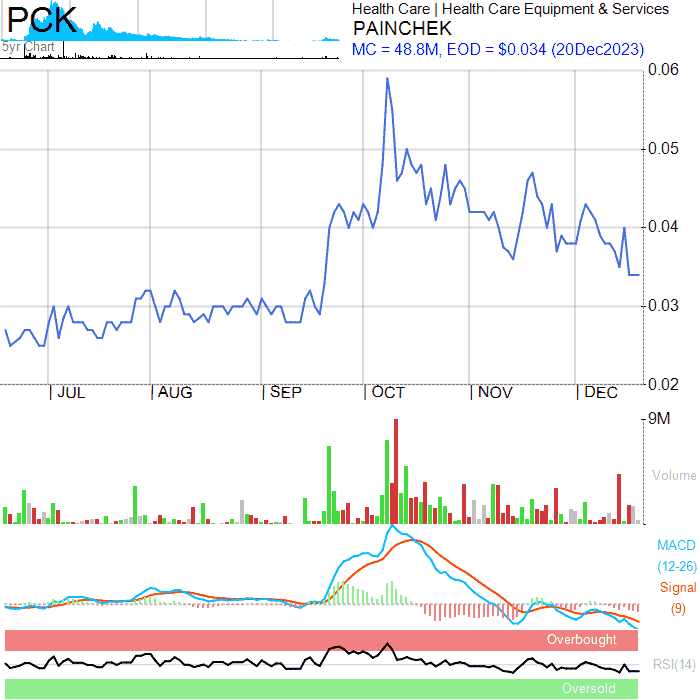 PCK
5yr Chart
Health Care | Health Care Equipment & Services
PAINCHEK
MC = 48.8M, EOD = $0.034 (20Dec2023)
0.06
0.05
0.04
0.03
0.02
JUL AUG SEP OCT NOV DEC
9M
Volume
MACD
(12-26)
Signal
(9)
Overbought
RSI(14)
Oversold